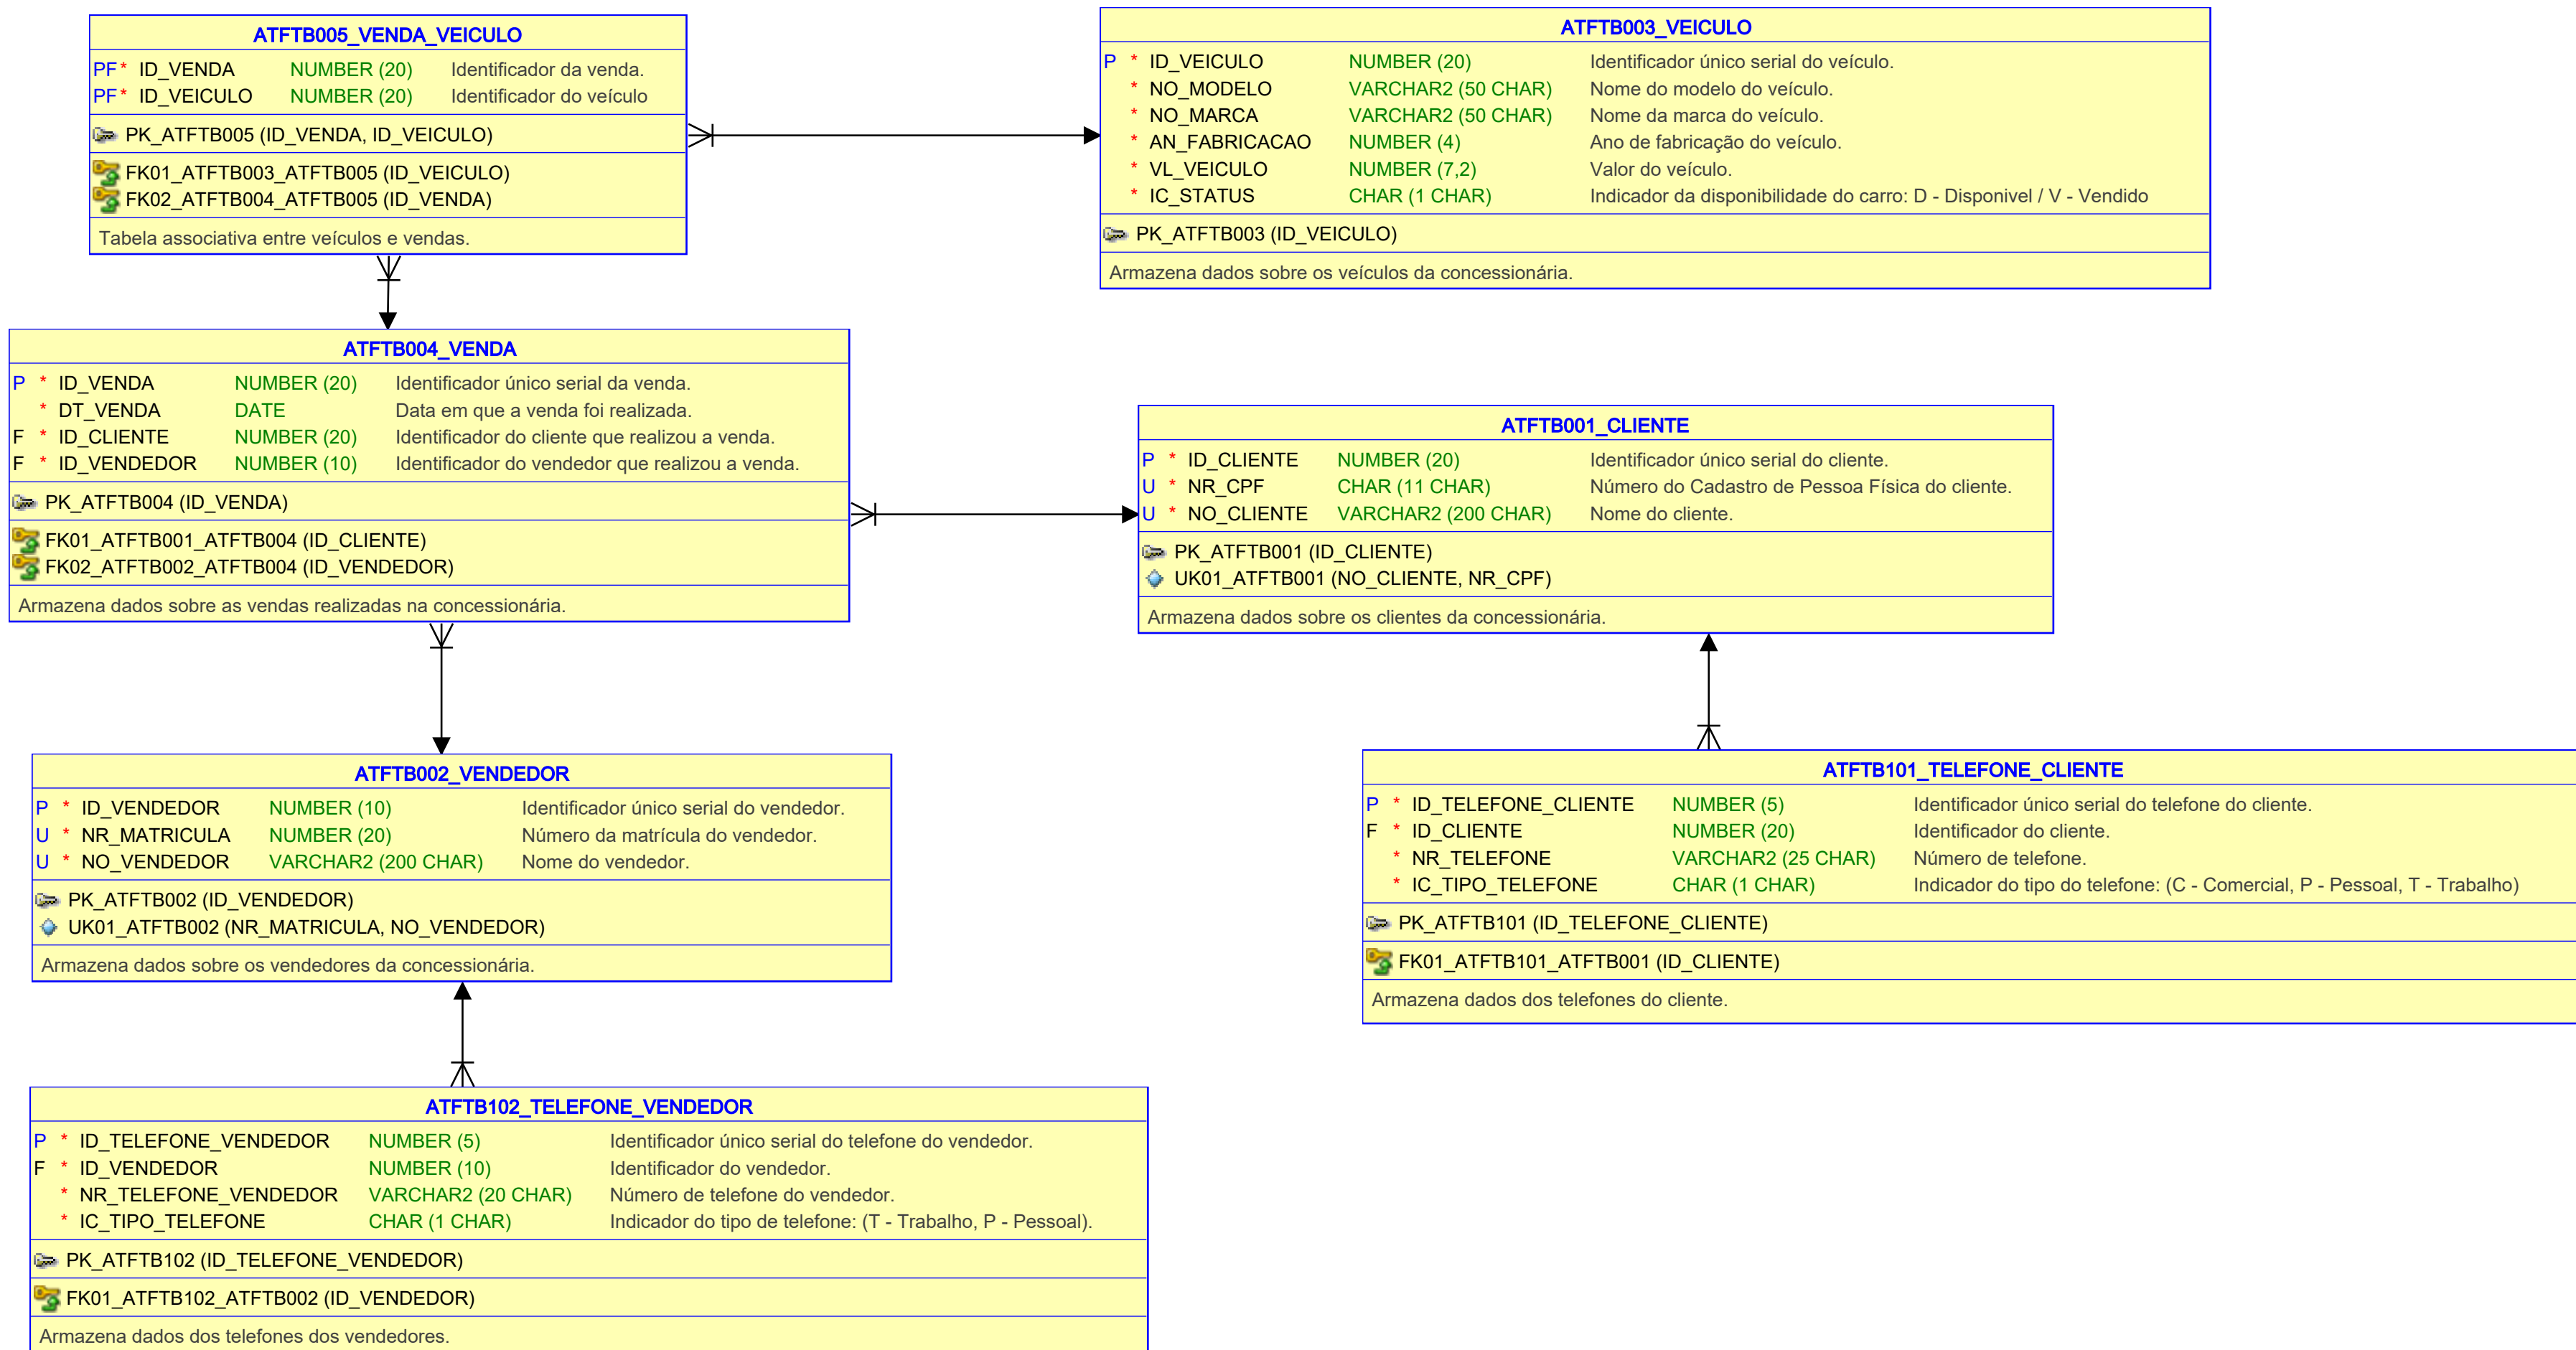 ATFTB005_VENDA_VEICULO
PF* ID_VENDA NUMBER (20) Identificador da venda.
PF* ID_VEICULO NUMBER (20) Identificador do veículo
PK_ATFTB005 (ID_VENDA, ID_VEICULO)
FK01_ATFTB003_ATFTB005 (ID_VEICULO)
FK02_ATFTB004_ATFTB005 (ID_VENDA)
Tabela associativa entre veículos e vendas.
ATFTB003_VEICULO
P * ID_VEICULO NUMBER (20) Identificador único serial do veículo.
* NO_MODELO VARCHAR2 (50 CHAR) Nome do modelo do veículo.
* NO_MARCA VARCHAR2 (50 CHAR) Nome da marca do veículo.
* AN_FABRICACAO NUMBER (4) Ano de fabricação do veículo.
* VL_VEICULO NUMBER (7,2) Valor do veículo.
* IC_STATUS CHAR (1 CHAR) Indicador da disponibilidade do carro: D - Disponivel / V - Vendido
PK_ATFTB003 (ID_VEICULO)
Armazena dados sobre os veículos da concessionária.
ATFTB004_VENDA
P * ID_VENDA NUMBER (20) Identificador único serial da venda.
* DT_VENDA DATE Data em que a venda foi realizada.
F * ID_CLIENTE NUMBER (20) Identificador do cliente que realizou a venda.
F * ID_VENDEDOR NUMBER (10) Identificador do vendedor que realizou a venda.
PK_ATFTB004 (ID_VENDA)
FK01_ATFTB001_ATFTB004 (ID_CLIENTE)
FK02_ATFTB002_ATFTB004 (ID_VENDEDOR)
Armazena dados sobre as vendas realizadas na concessionária.
ATFTB001_CLIENTE
P * ID_CLIENTE NUMBER (20) Identificador único serial do cliente.
U * NR_CPF CHAR (11 CHAR) Número do Cadastro de Pessoa Física do cliente.
U * NO_CLIENTE VARCHAR2 (200 CHAR) Nome do cliente.
PK_ATFTB001 (ID_CLIENTE)
UK01_ATFTB001 (NO_CLIENTE, NR_CPF)
Armazena dados sobre os clientes da concessionária.
ATFTB002_VENDEDOR
P * ID_VENDEDOR NUMBER (10) Identificador único serial do vendedor.
U * NR_MATRICULA NUMBER (20) Número da matrícula do vendedor.
U * NO_VENDEDOR VARCHAR2 (200 CHAR) Nome do vendedor.
PK_ATFTB002 (ID_VENDEDOR)
UK01_ATFTB002 (NR_MATRICULA, NO_VENDEDOR)
Armazena dados sobre os vendedores da concessionária.
ATFTB101_TELEFONE_CLIENTE
P * ID_TELEFONE_CLIENTE NUMBER (5) Identificador único serial do telefone do cliente.
F * ID_CLIENTE NUMBER (20) Identificador do cliente.
* NR_TELEFONE VARCHAR2 (25 CHAR) Número de telefone.
* IC_TIPO_TELEFONE CHAR (1 CHAR) Indicador do tipo do telefone: (C - Comercial, P - Pessoal, T - Trabalho)
PK_ATFTB101 (ID_TELEFONE_CLIENTE)
FK01_ATFTB101_ATFTB001 (ID_CLIENTE)
Armazena dados dos telefones do cliente.
ATFTB102_TELEFONE_VENDEDOR
P * ID_TELEFONE_VENDEDOR NUMBER (5) Identificador único serial do telefone do vendedor.
F * ID_VENDEDOR NUMBER (10) Identificador do vendedor.
* NR_TELEFONE_VENDEDOR VARCHAR2 (20 CHAR) Número de telefone do vendedor.
* IC_TIPO_TELEFONE CHAR (1 CHAR) Indicador do tipo de telefone: (T - Trabalho, P - Pessoal).
PK_ATFTB102 (ID_TELEFONE_VENDEDOR)
FK01_ATFTB102_ATFTB002 (ID_VENDEDOR)
Armazena dados dos telefones dos vendedores.